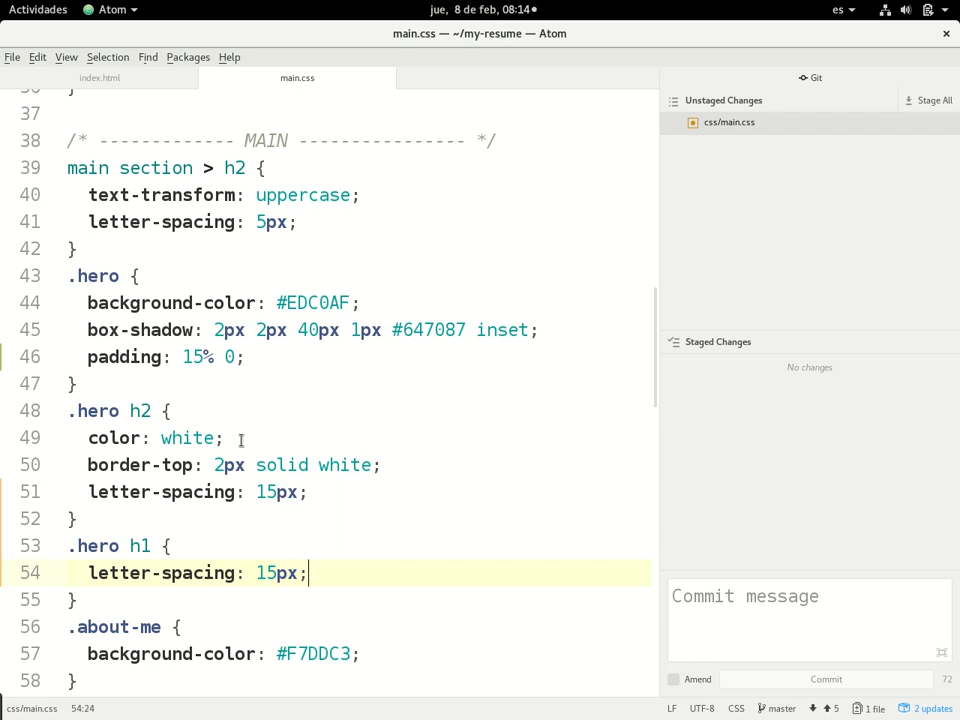 Actividades Atom jue, 8 de feb, 08:14 es
main.css — ~/my-resume — Atom ×
File Edit View Selection Find Packages Help
index.html main.css Git
Unstaged Changes Stage All
css/main.css
37
38 /* ------------- MAIN ---------------- */
39 main section > h2 {
40 text-transform: uppercase;
41 letter-spacing: 5px;
42 }
43 .hero {
44 background-color: #EDC0AF;
45 box-shadow: 2px 2px 40px 1px #647087 inset;
46 padding: 15% 0;
47 }
48 .hero h2 {
49 color: white;
50 border-top: 2px solid white;
51 letter-spacing: 15px;
52 }
53 .hero h1 {
54 letter-spacing: 15px;
55 }
56 .about-me {
57 background-color: #F7DDC3;
58 }
Staged Changes
No changes
Commit message
Amend Commit 72
css/main.css 54:24 LF UTF-8 CSS master 5 1 file 2 updates